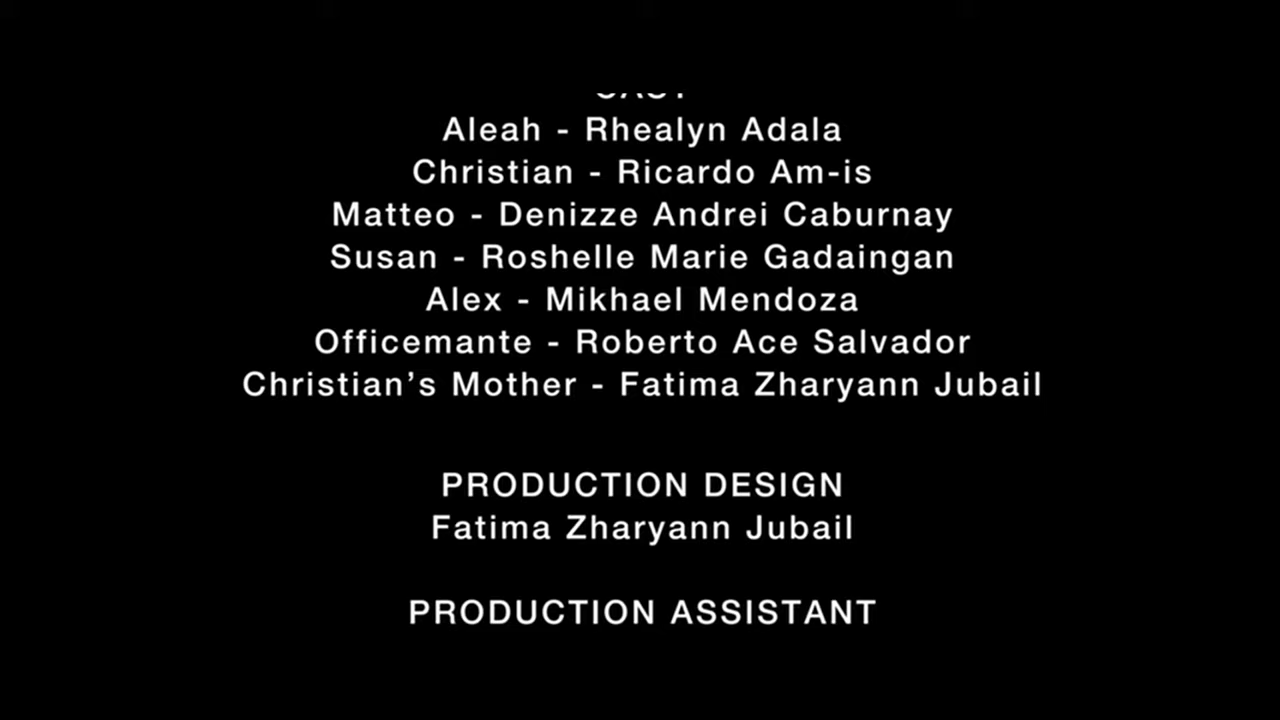 CAST
Aleah - Rhealyn Adala
Christian - Ricardo Am-is
Matteo - Denizze Andrei Caburnay
Susan - Roshelle Marie Gadaingan
Alex - Mikhael Mendoza
Officemante - Roberto Ace Salvador
Christian’s Mother - Fatima Zharyann Jubail
PRODUCTION DESIGN
Fatima Zharyann Jubail
PRODUCTION ASSISTANT